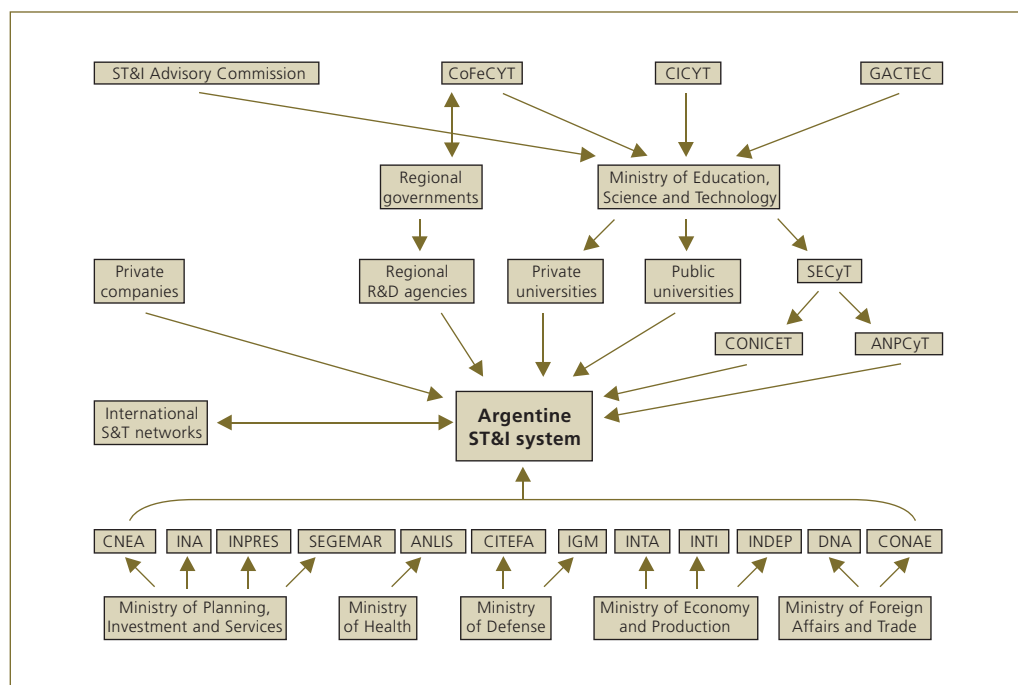 ST&I Advisory Commission
CoFeCYT
CICYT
GACTEC
Regional
governments
Ministry of Education,
Science and Technology
Private
companies
Regional
R&D agencies
Private
universities
Public
universities
SECyT
CONICET
ANPCyT
International
S&T networks
Argentine
ST&I system
CNEA
INA
INPRES
SEGEMAR
ANLIS
CITEFA
IGM
INTA
INTI
INDEP
DNA
CONAE
Ministry of Planning,
Investment and Services
Ministry
of Health
Ministry
of Defense
Ministry of Economy
and Production
Ministry of Foreign
Affairs and Trade